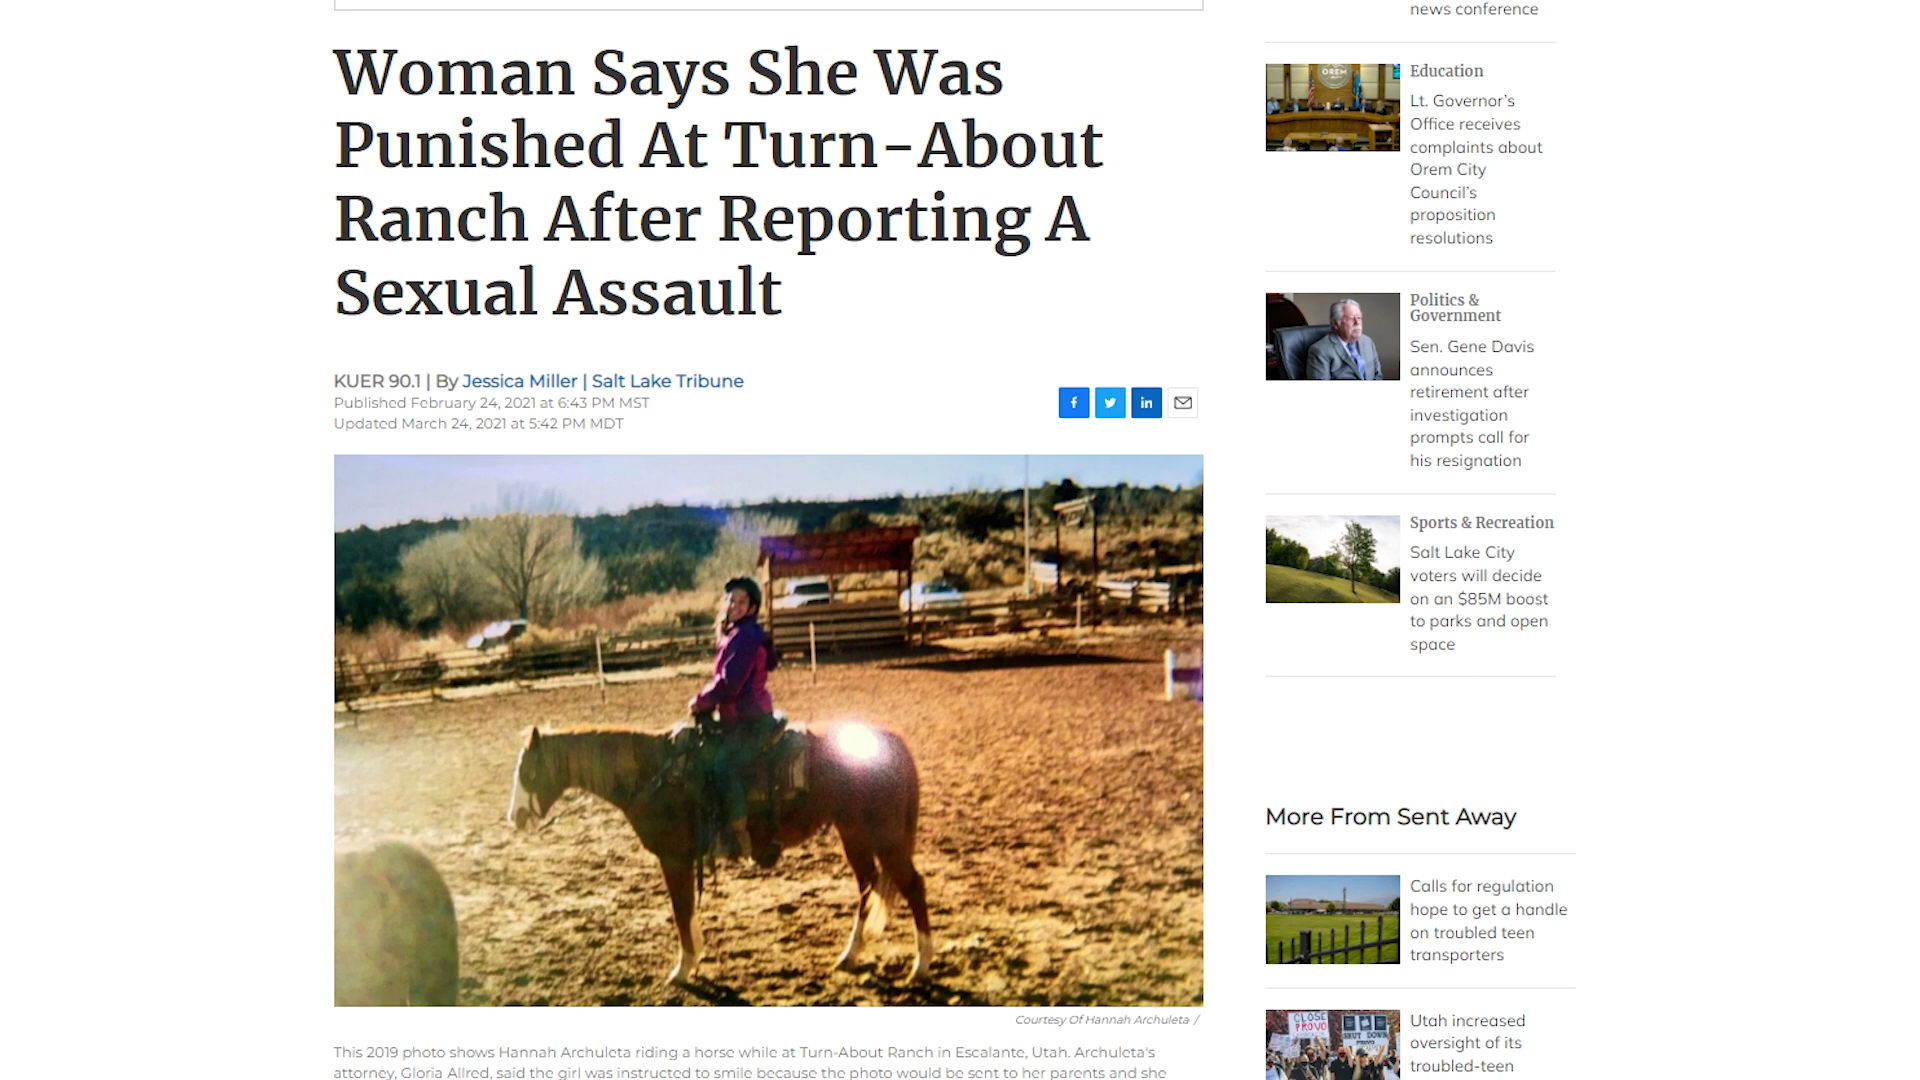 Woman Says She Was
Punished At Turn-About
Ranch After Reporting A
Sexual Assault
KUER 90.1 | By Jessica Miller | Salt Lake Tribune
Published February 24, 2021 at 6:43 PM MST
Updated March 24, 2021 at 5:42 PM MDT
Courtesy Of Hannah Archuleta /
This 2019 photo shows Hannah Archuleta riding a horse while at Turn-About Ranch in Escalante, Utah. Archuleta's
attorney, Gloria Allred, said the girl was instructed to smile because the photo would be sent to her parents and she
news conference
OREM
Education
Lt. Governor's
Office receives
complaints about
Orem City
Council's
proposition
resolutions
Politics &
Government
Sen. Gene Davis
announces
retirement after
investigation
prompts call for
his resignation
Sports & Recreation
Salt Lake City
voters will decide
on an $85M boost
to parks and open
space
More From Sent Away
Calls for regulation
hope to get a handle
on troubled teen
transporters
CLOSE
PROVO
SHUT DOWN
PROVO
Utah increased
oversight of its
troubled-teen